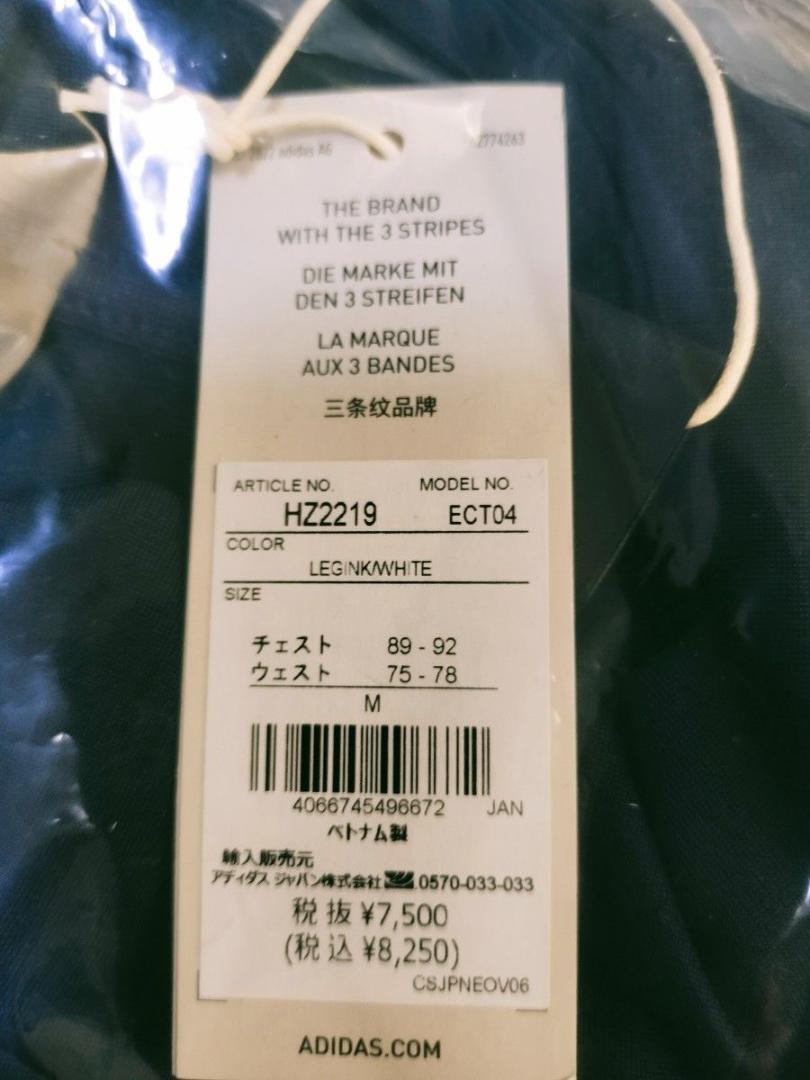 2022 adidas AG
2774263
THE BRAND
WITH THE 3 STRIPES
DIE MARKE MIT
DEN 3 STREIFEN
LA MARQUE
AUX 3 BANDES
三条纹品牌
ARTICLE NO. MODEL NO.
HZ2219 ECT04
COLOR
LEGINK/WHITE
SIZE
チェスト 89 - 92
ウェスト 75 - 78
M
4066745496672 JAN
ベトナム製
輸入販売元
アディダス ジャパン株式会社 0570-033-033
税抜 ¥7,500
(税込 ¥8,250)
CSJPNEOV06
ADIDAS.COM